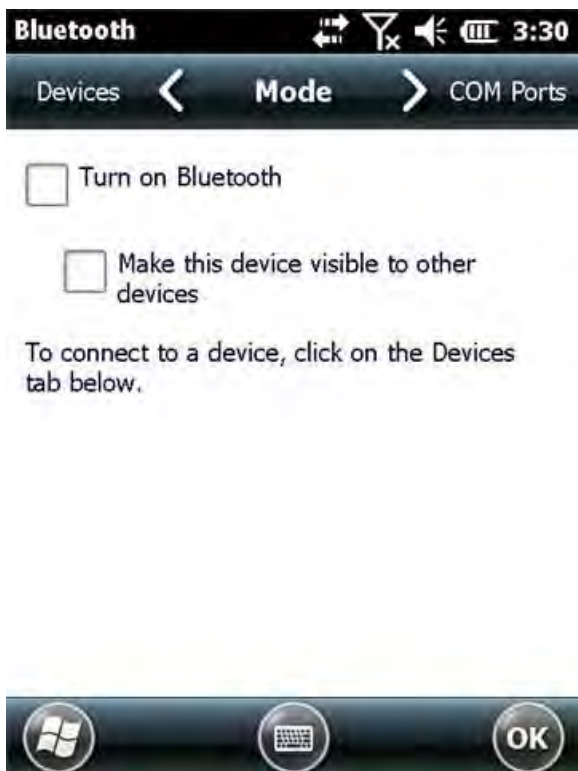 Bluetooth 3:30
Devices Mode COM Ports
Turn on Bluetooth
Make this device visible to other
devices
To connect to a device, click on the Devices
tab below.
OK